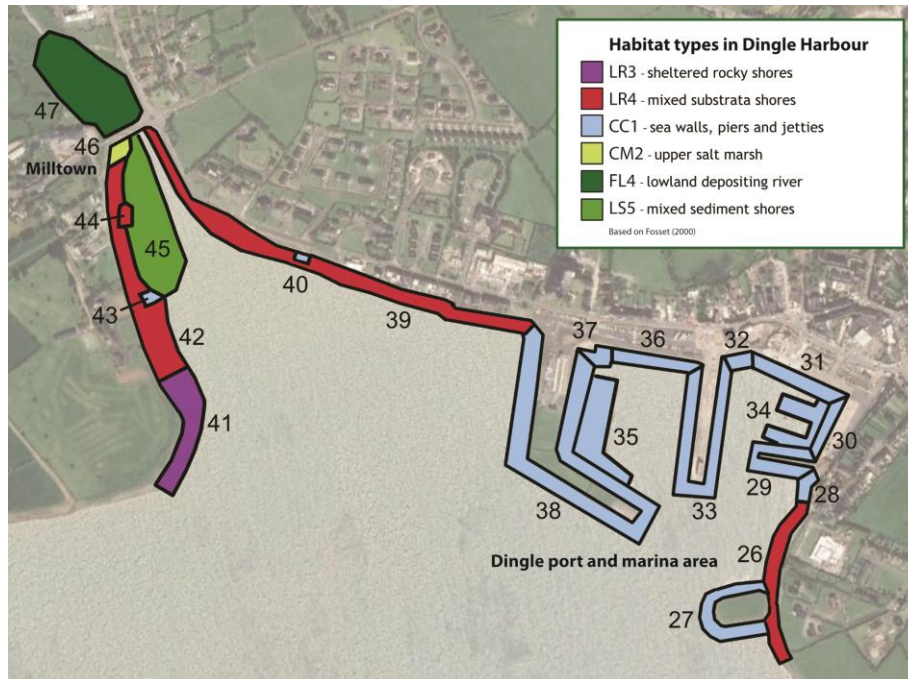 Habitat types in Dingle Harbour
LR3 - sheltered rocky shores
LR4 - mixed substrata shores
CC1 - sea walls, piers and jetties
CM2 - upper salt marsh
FL4 - lowland depositing river
LS5 - mixed sediment shores
Based on Fosset (2000)
47
46
Milltown
44
45
43
42
41
40
39
37
36
32
31
34
30
35
29
28
38
33
Dingle port and marina area
26
27